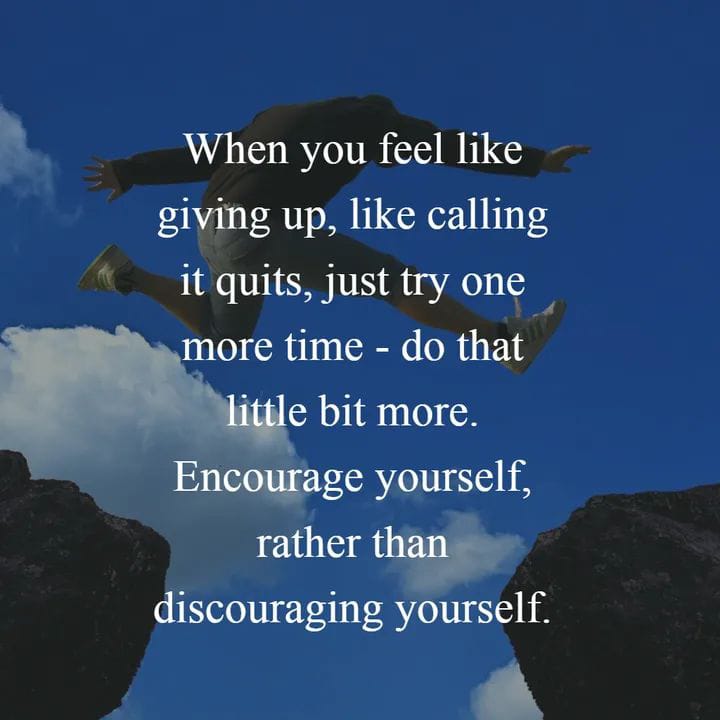 When you feel like
giving up, like calling
it quits, just try one
more time - do that
little bit more.
Encourage yourself,
rather than
discouraging yourself.